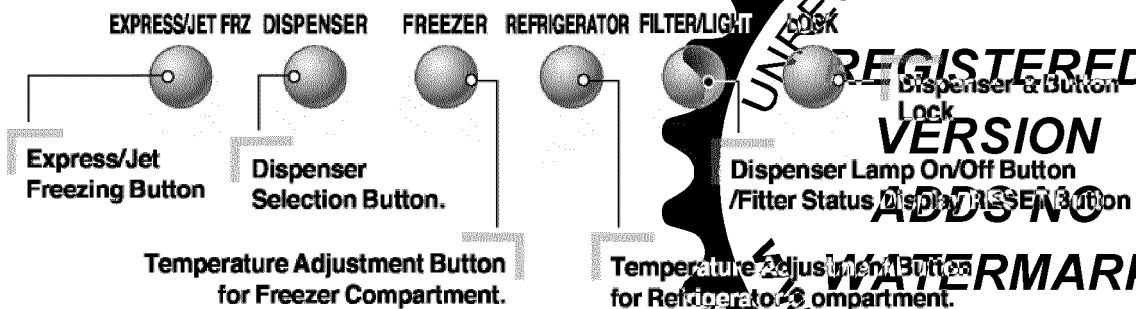 EXPRESS/JET FRZ DISPENSER FREEZER REFRIGERATOR FILTER/LIGHT LOCK
REGISTERED
Dispenser & Button
Lock
VERSION
Express/Jet
Freezing Button
Dispenser
Selection Button.
Dispenser Lamp On/Off Button
/Fitter Status Display RESET Button
ADDS NO
Temperature Adjustment Button
for Freezer Compartment.
Temperature Adjustment Button
for Refrigerator Compartment.
WATERMARK